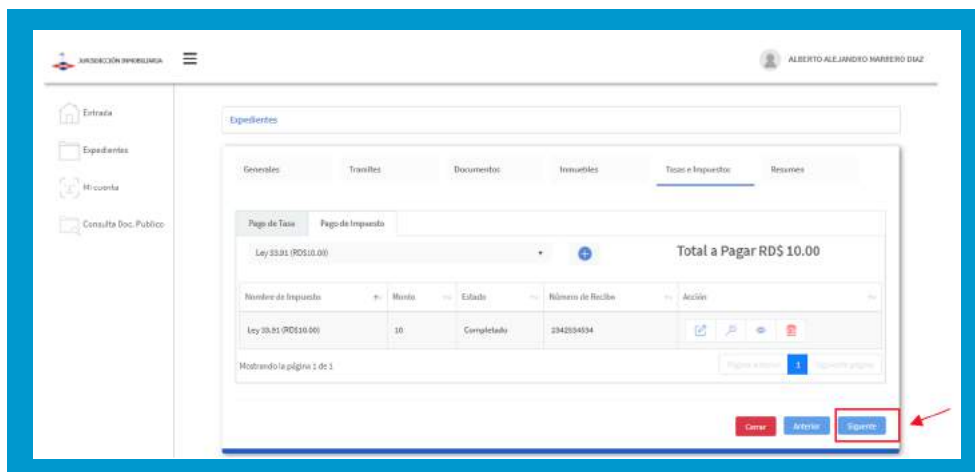 JURISDICCIÓN INMOBILIARIA
ALBERTO ALEJANDRO MARRERO DIAZ
Entrada
Expedientes
Mi cuenta
Consulta Doc. Publico
Expedientes
Generales Tramites Documentos Inmuebles Tasas e Impuestos Resumen
Pago de Tasa Pago de Impuesto
Ley 33.91 (RD$10.00)
Total a Pagar RD$ 10.00
Nombre de Impuesto Monto Estado Número de Recibo Acción
Ley 33.91 (RD$10.00) 10 Completado 2342534534
Mostrando la página 1 de 1
Página anterior 1 Siguiente página
Cerrar Anterior Siguiente